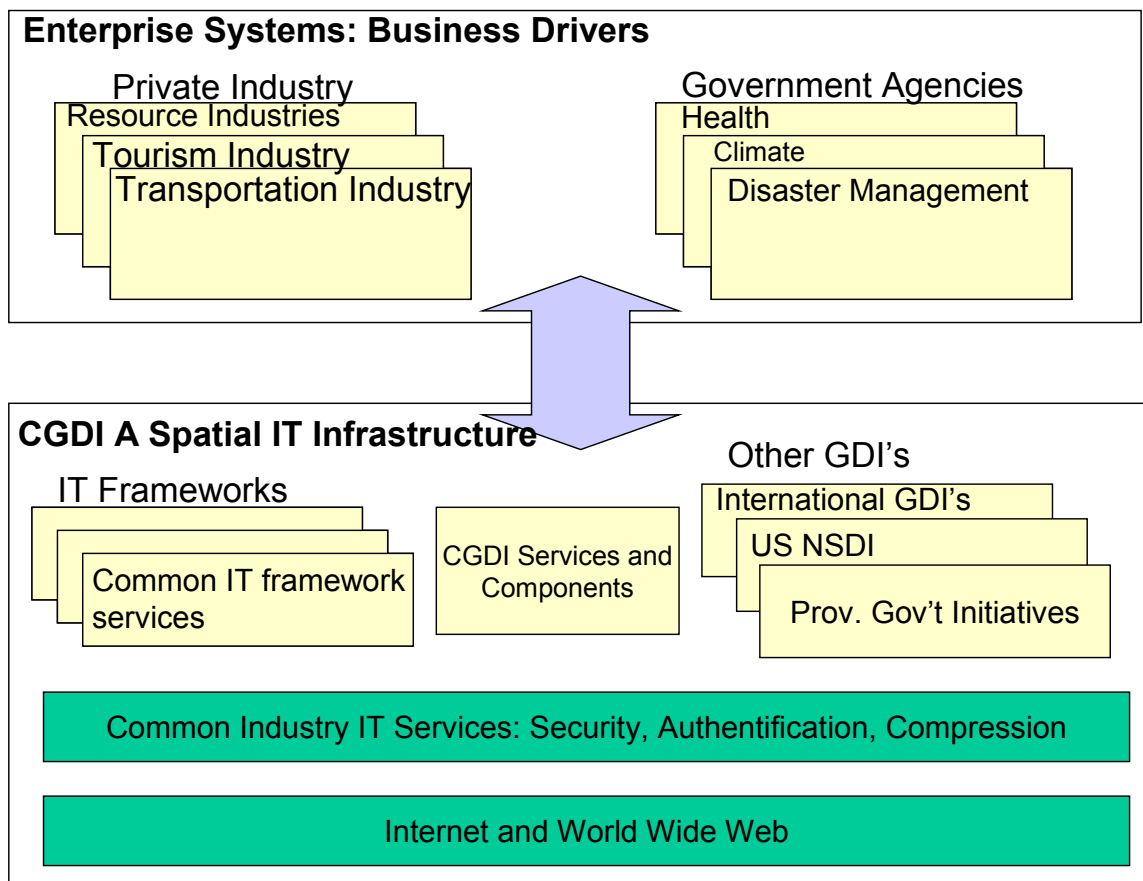 Enterprise Systems: Business Drivers
Private Industry
Resource Industries
Tourism Industry
Transportation Industry
Government Agencies
Health
Climate
Disaster Management
CGDI A Spatial IT Infrastructure
IT Frameworks
Common IT framework
services
CGDI Services and
Components
Other GDI's
International GDI's
US NSDI
Prov. Gov't Initiatives
Common Industry IT Services: Security, Authentification, Compression
Internet and World Wide Web